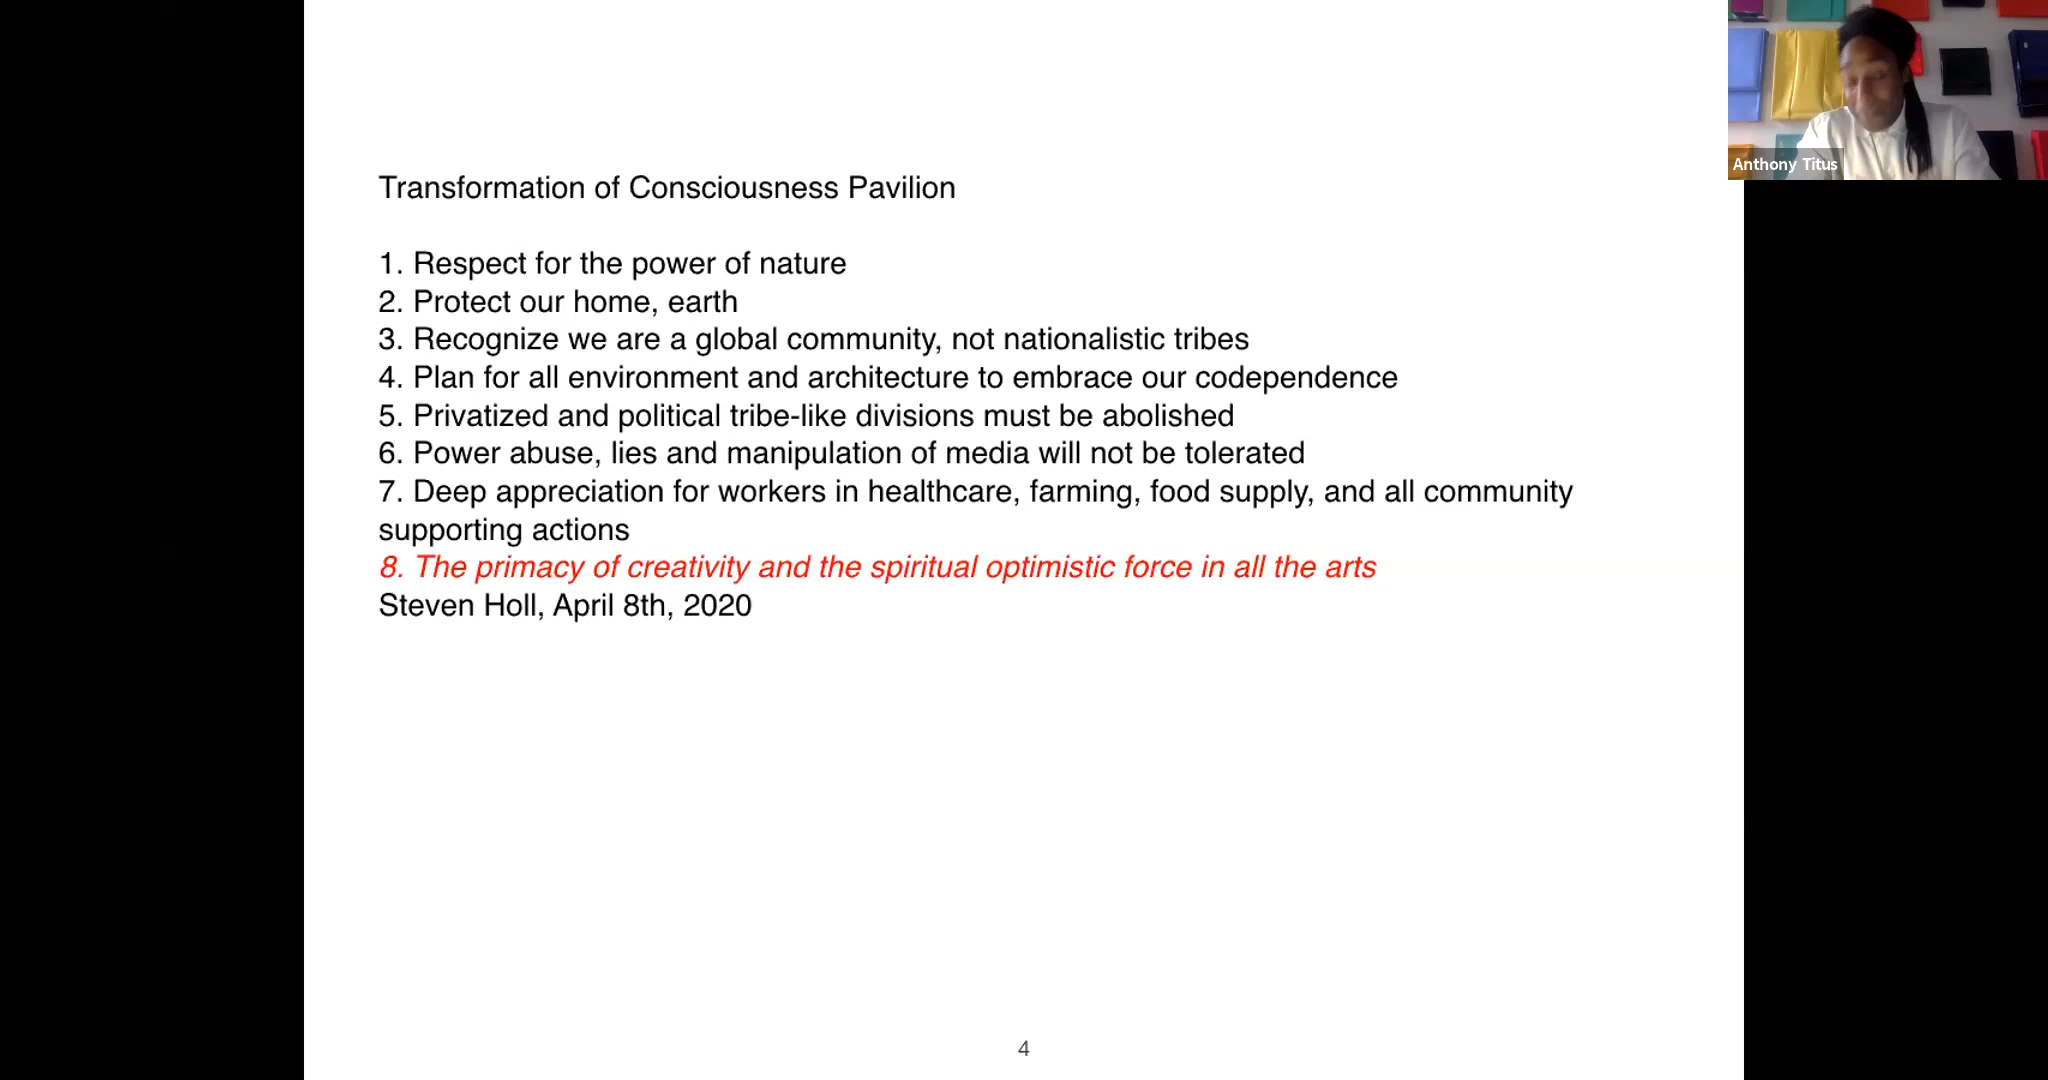 Transformation of Consciousness Pavilion
1. Respect for the power of nature
2. Protect our home, earth
3. Recognize we are a global community, not nationalistic tribes
4. Plan for all environment and architecture to embrace our codependence
5. Privatized and political tribe-like divisions must be abolished
6. Power abuse, lies and manipulation of media will not be tolerated
7. Deep appreciation for workers in healthcare, farming, food supply, and all community
supporting actions
8. The primacy of creativity and the spiritual optimistic force in all the arts
Steven Holl, April 8th, 2020
4
Anthony Titus